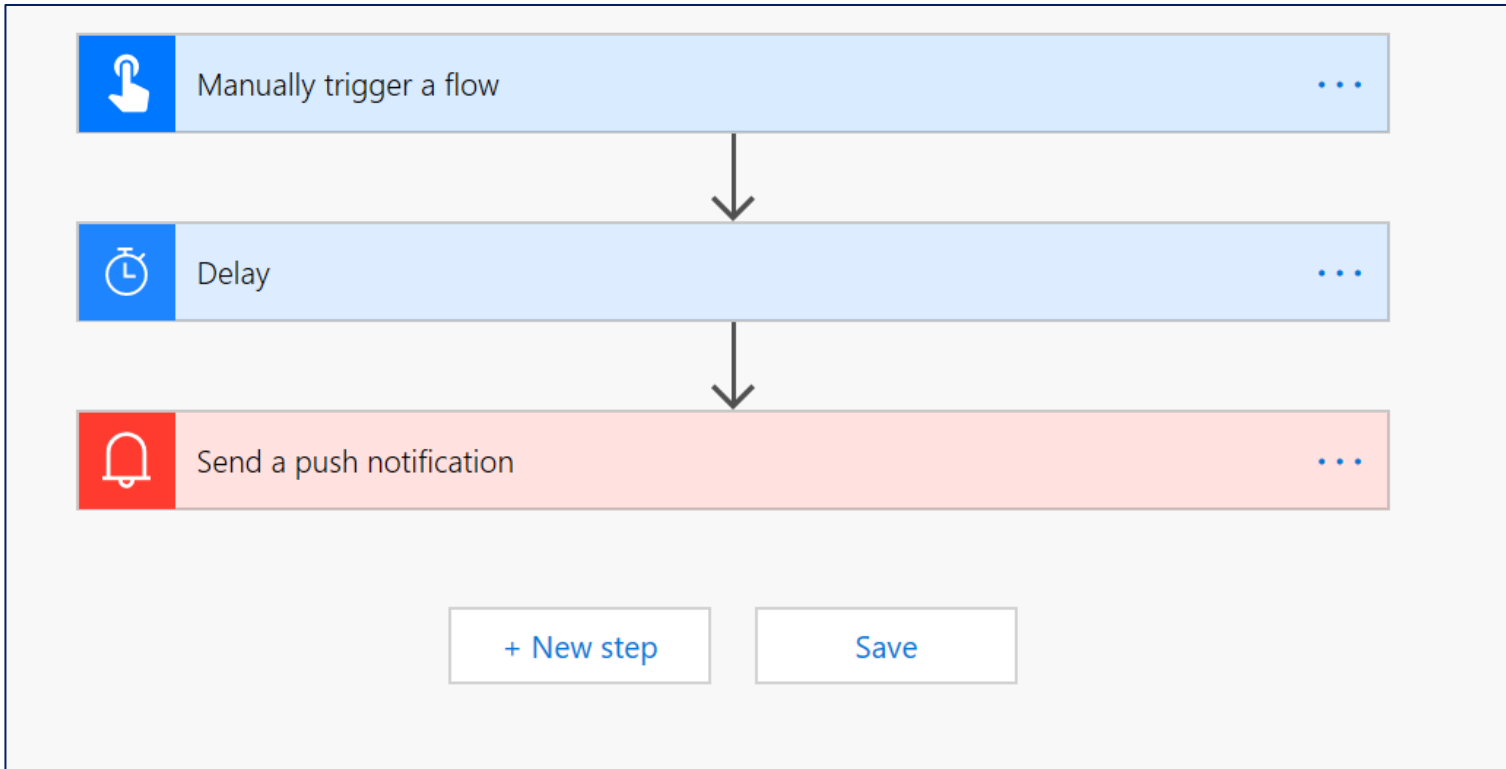 Manually trigger a flow
Delay
Send a push notification
+ New step
Save